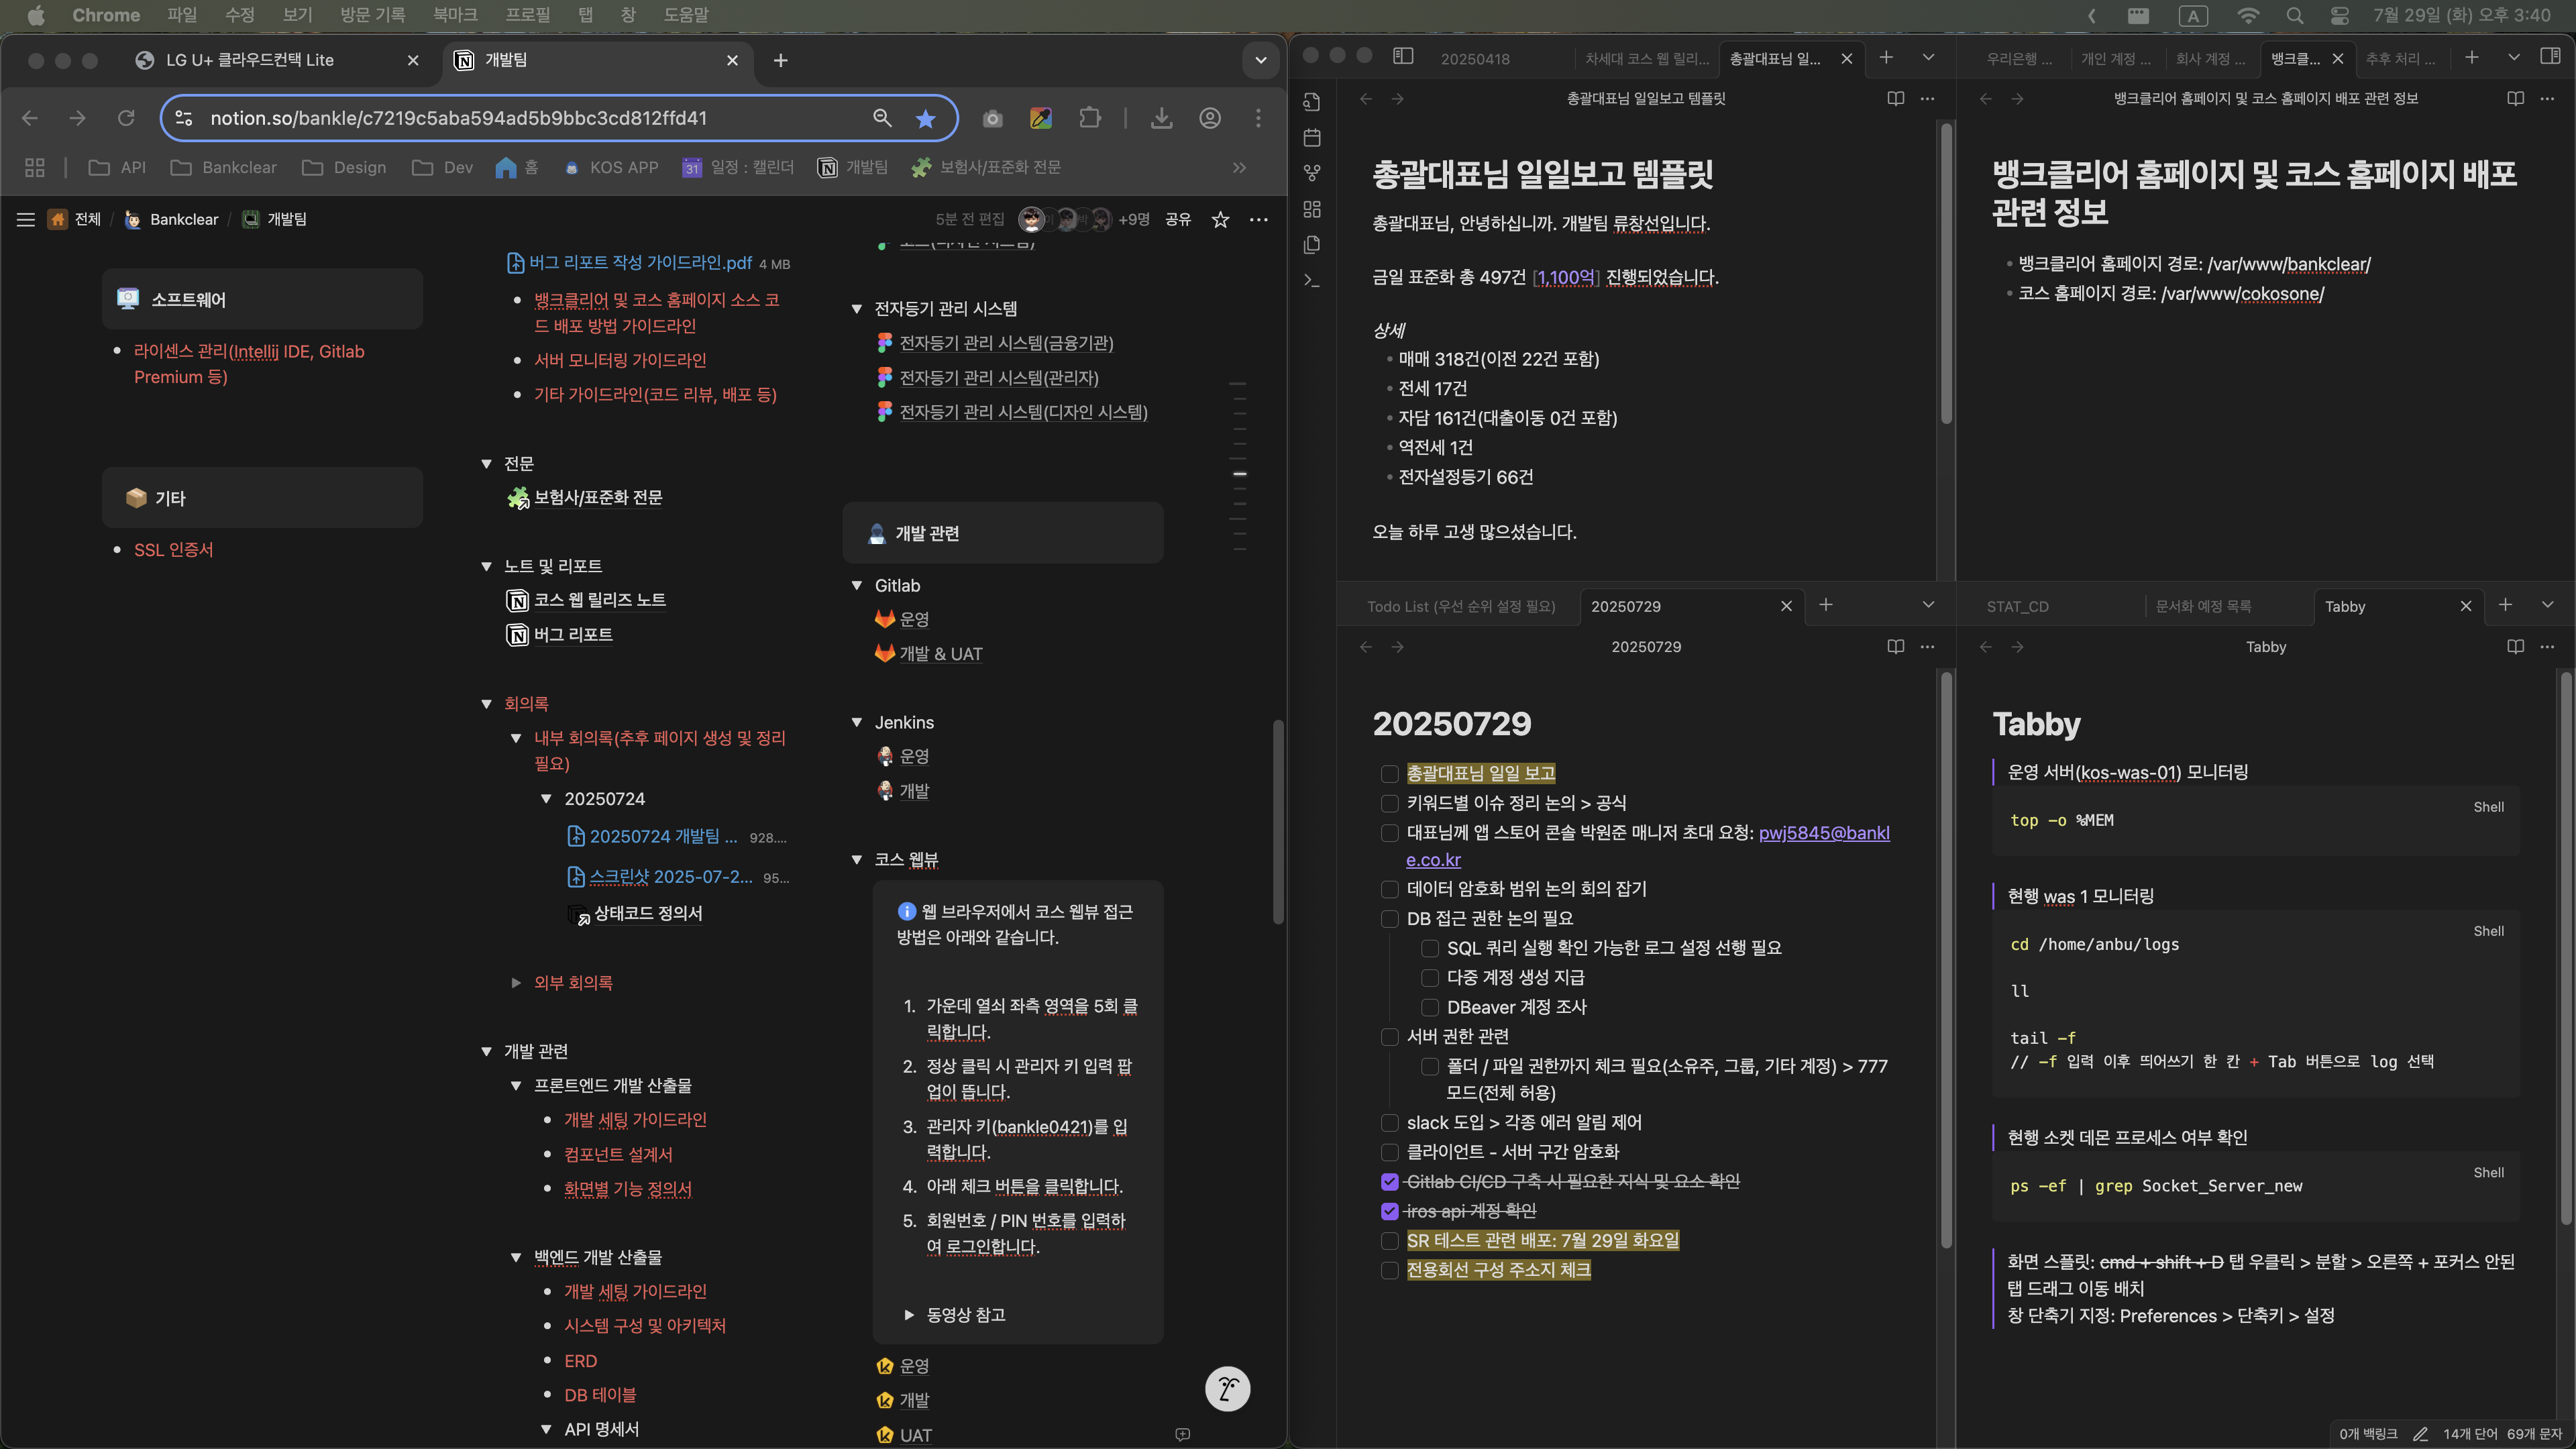 Chrome 파일 수정 보기 방문 기록 북마크 프로필 탭 창 도움말
A 7월 29일 (화) 오후 3:40
LG U+ 클라우드컨택 Lite
개발팀
notion.so/bankle/c7219c5aba594ad5b9bbc3cd812ffd41
API Bankclear Design Dev 홈 KOS APP 31 일정 : 캘린더 개발팀 보험사/표준화 전문
전체 / Bankclear / 개발팀
5분 전 편집 +9명 공유
소프트웨어
라이센스 관리(Intellij IDE, Gitlab
Premium 등)
기타
SSL 인증서
버그 리포트 작성 가이드라인.pdf 4 MB
뱅크클리어 및 코스 홈페이지 소스 코
드 배포 방법 가이드라인
서버 모니터링 가이드라인
기타 가이드라인(코드 리뷰, 배포 등)
전문
보험사/표준화 전문
노트 및 리포트
코스 웹 릴리즈 노트
버그 리포트
회의록
내부 회의록(추후 페이지 생성 및 정리
필요)
20250724
20250724 개발팀 ... 928....
스크린샷 2025-07-2... 95...
상태코드 정의서
외부 회의록
개발 관련
프론트엔드 개발 산출물
개발 세팅 가이드라인
컴포넌트 설계서
화면별 기능 정의서
백엔드 개발 산출물
개발 세팅 가이드라인
시스템 구성 및 아키텍처
ERD
DB 테이블
API 명세서
전자등기 관리 시스템
전자등기 관리 시스템(금융기관)
전자등기 관리 시스템(관리자)
전자등기 관리 시스템(디자인 시스템)
개발 관련
Gitlab
운영
개발 & UAT
Jenkins
운영
개발
코스 웹뷰
웹 브라우저에서 코스 웹뷰 접근
방법은 아래와 같습니다.
1. 가운데 열쇠 좌측 영역을 5회 클
릭합니다.
2. 정상 클릭 시 관리자 키 입력 팝
업이 뜹니다.
3. 관리자 키(bankle0421)를 입
력합니다.
4. 아래 체크 버튼을 클릭합니다.
5. 회원번호 / PIN 번호를 입력하
여 로그인합니다.
동영상 참고
운영
개발
UAT
20250418 차세대 코스 웹 릴리... 총괄대표님 일...
총괄대표님 일일보고 템플릿
총괄대표님 일일보고 템플릿
총괄대표님, 안녕하십니까. 개발팀 류창선입니다.
금일 표준화 총 497건 [1,100억] 진행되었습니다.
상세
매매 318건(이전 22건 포함)
전세 17건
자담 161건(대출이동 0건 포함)
역전세 1건
전자설정등기 66건
오늘 하루 고생 많으셨습니다.
우리은행 ... 개인 계정 ... 회사 계정 ... 뱅크클... 추후 처리 ...
뱅크클리어 홈페이지 및 코스 홈페이지 배포 관련 정보
뱅크클리어 홈페이지 및 코스 홈페이지 배포
관련 정보
뱅크클리어 홈페이지 경로: /var/www/bankclear/
코스 홈페이지 경로: /var/www/cokosone/
Todo List (우선 순위 설정 필요) 20250729
20250729
20250729
총괄대표님 일일 보고
키워드별 이슈 정리 논의 > 공식
대표님께 앱 스토어 콘솔 박원준 매니저 초대 요청: pwj5845@bankl
e.co.kr
데이터 암호화 범위 논의 회의 잡기
DB 접근 권한 논의 필요
SQL 쿼리 실행 확인 가능한 로그 설정 선행 필요
다중 계정 생성 지급
DBeaver 계정 조사
서버 권한 관련
폴더 / 파일 권한까지 체크 필요(소유주, 그룹, 기타 계정) > 777
모드(전체 허용)
slack 도입 > 각종 에러 알림 제어
클라이언트 - 서버 구간 암호화
Gitlab CI/CD 구축 시 필요한 지식 및 요소 확인
iros api 계정 확인
SR 테스트 관련 배포: 7월 29일 화요일
전용회선 구성 주소지 체크
STAT_CD 문서화 예정 목록 Tabby
Tabby
Tabby
운영 서버(kos-was-01) 모니터링
Shell
top -o %MEM
현행 was 1 모니터링
Shell
cd /home/anbu/logs
ll
tail -f
// -f 입력 이후 띄어쓰기 한 칸 + Tab 버튼으로 log 선택
현행 소켓 데몬 프로세스 여부 확인
Shell
ps -ef | grep Socket_Server_new
화면 스플릿: cmd + shift + D 탭 우클릭 > 분할 > 오른쪽 + 포커스 안된
탭 드래그 이동 배치
창 단축기 지정: Preferences > 단축키 > 설정
0개 백링크 14개 단어 69개 문자